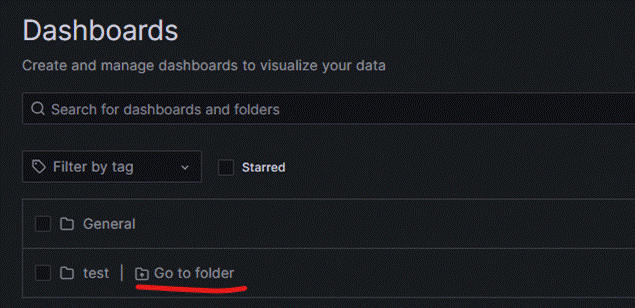 Dashboards
Create and manage dashboards to visualize your data
Search for dashboards and folders
Filter by tag Starred
General
test | Go to folder